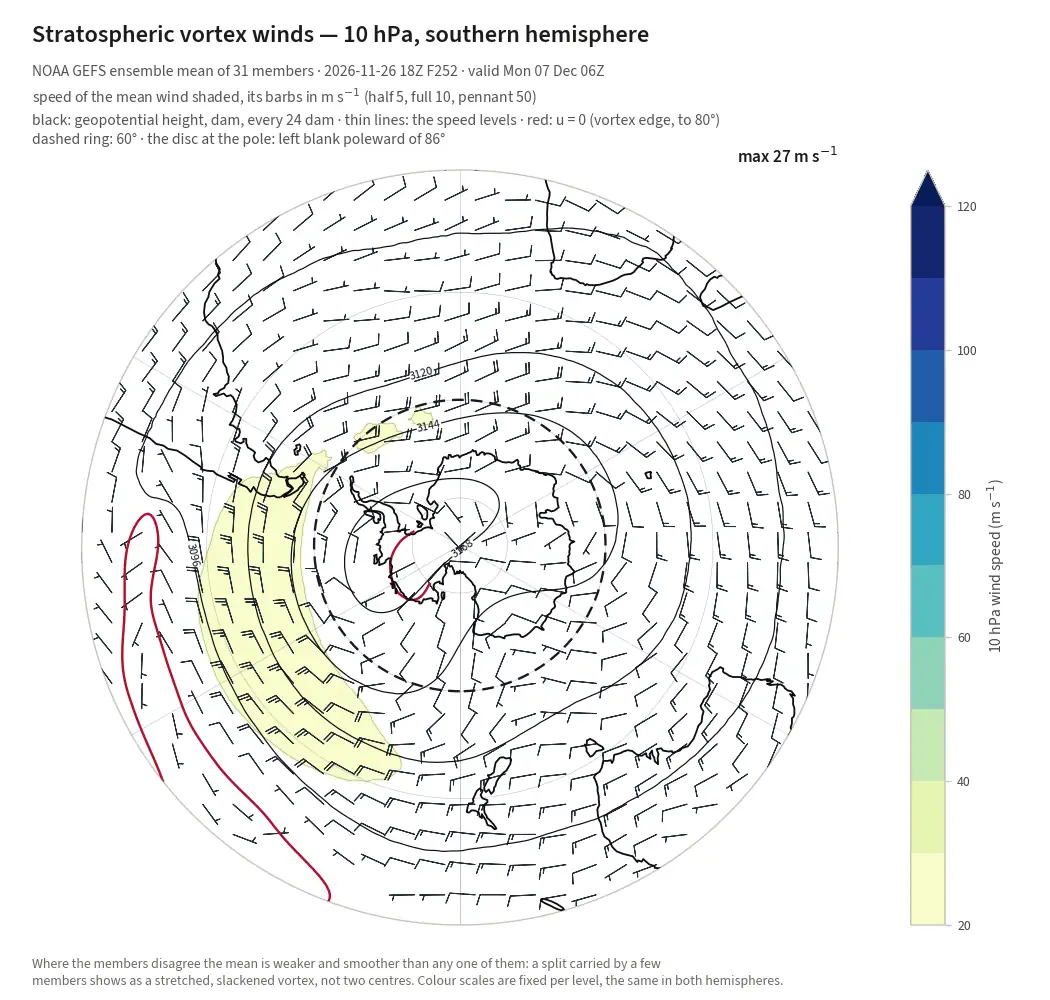 Stratospheric vortex winds — 10 hPa, southern hemisphere
NOAA GEFS ensemble mean of 31 members · 2026-11-26 18Z F252 · valid Mon 07 Dec 06Z
speed of the mean wind shaded, its barbs in m s⁻¹ (half 5, full 10, pennant 50)
black: geopotential height, dam, every 24 dam · thin lines: the speed levels · red: u = 0 (vortex edge, to 80°)
dashed ring: 60° · the disc at the pole: left blank poleward of 86°
max 27 m s⁻¹
120
100
80
60
40
20
10 hPa wind speed (m s⁻¹)
3120
3144
3168
3096
Where the members disagree the mean is weaker and smoother than any one of them: a split carried by a few
members shows as a stretched, slackened vortex, not two centres. Colour scales are fixed per level, the same in both hemispheres.